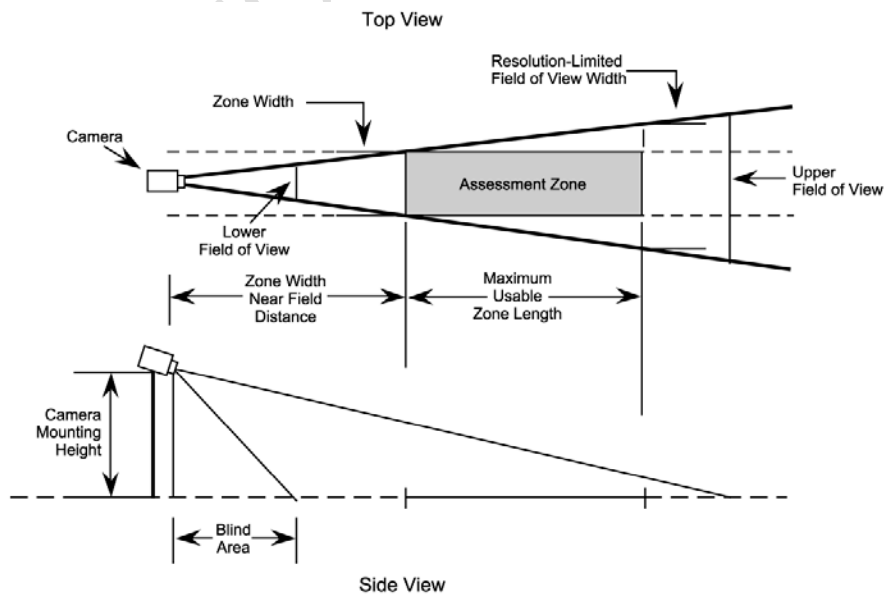 Top View
Resolution-Limited
Field of View Width
Zone Width
Camera
Assessment Zone
Upper
Field of View
Lower
Field of View
Zone Width
Near Field
Distance
Maximum
Usable
Zone Length
Camera
Mounting
Height
Blind
Area
Side View